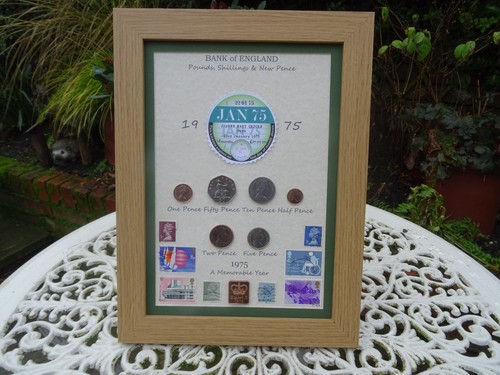 BANK of ENGLAND
Pounds, Shillings & New Pence
JAN 75
19 75
One Pence Fifty Pence Ten Pence Half Pence
Two Pence Five Pence
1975
A Memorable Year